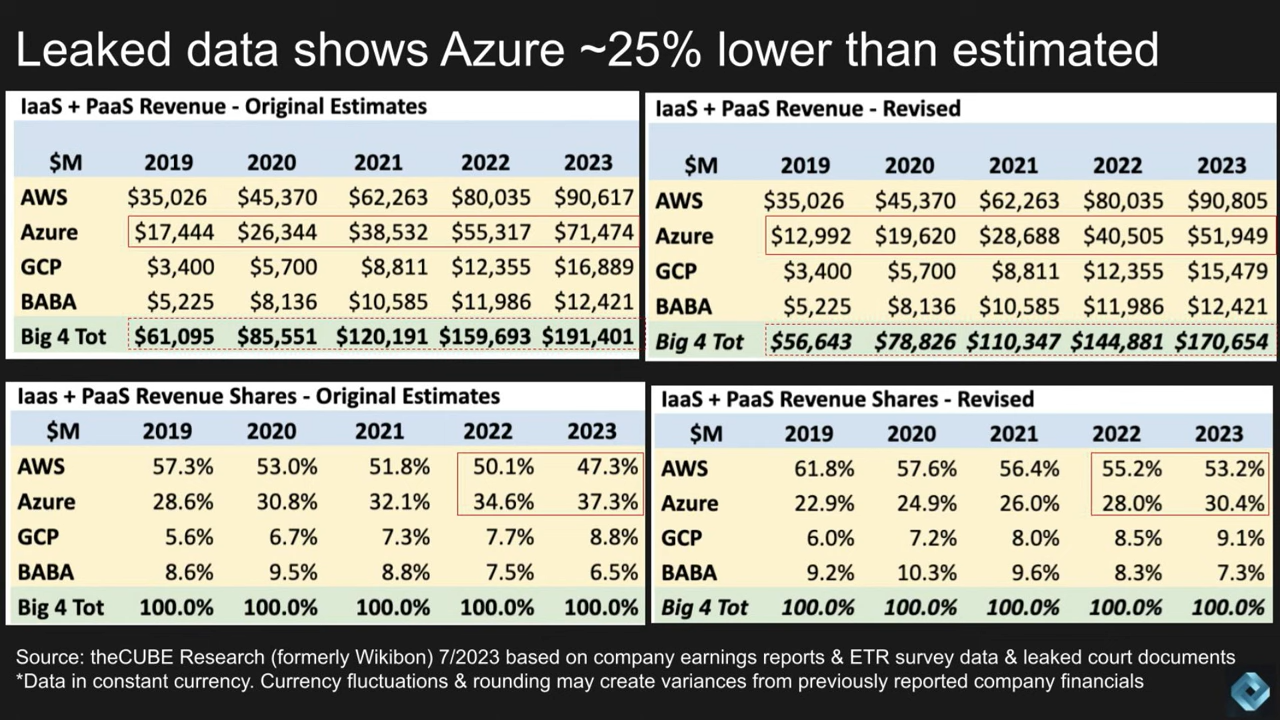 Leaked data shows Azure ~25% lower than estimated
IaaS + PaaS Revenue - Original Estimates
$M 2019 2020 2021 2022 2023
AWS $35,026 $45,370 $62,263 $80,035 $90,617
Azure $17,444 $26,344 $38,532 $55,317 $71,474
GCP $3,400 $5,700 $8,811 $12,355 $16,889
BABA $5,225 $8,136 $10,585 $11,986 $12,421
Big 4 Tot $61,095 $85,551 $120,191 $159,693 $191,401
IaaS + PaaS Revenue - Revised
$M 2019 2020 2021 2022 2023
AWS $35,026 $45,370 $62,263 $80,035 $90,805
Azure $12,992 $19,620 $28,688 $40,505 $51,949
GCP $3,400 $5,700 $8,811 $12,355 $15,479
BABA $5,225 $8,136 $10,585 $11,986 $12,421
Big 4 Tot $56,643 $78,826 $110,347 $144,881 $170,654
Iaas + PaaS Revenue Shares - Original Estimates
$M 2019 2020 2021 2022 2023
AWS 57.3% 53.0% 51.8% 50.1% 47.3%
Azure 28.6% 30.8% 32.1% 34.6% 37.3%
GCP 5.6% 6.7% 7.3% 7.7% 8.8%
BABA 8.6% 9.5% 8.8% 7.5% 6.5%
Big 4 Tot 100.0% 100.0% 100.0% 100.0% 100.0%
IaaS + PaaS Revenue Shares - Revised
$M 2019 2020 2021 2022 2023
AWS 61.8% 57.6% 56.4% 55.2% 53.2%
Azure 22.9% 24.9% 26.0% 28.0% 30.4%
GCP 6.0% 7.2% 8.0% 8.5% 9.1%
BABA 9.2% 10.3% 9.6% 8.3% 7.3%
Big 4 Tot 100.0% 100.0% 100.0% 100.0% 100.0%
Source: theCUBE Research (formerly Wikibon) 7/2023 based on company earnings reports & ETR survey data & leaked court documents
*Data in constant currency. Currency fluctuations & rounding may create variances from previously reported company financials